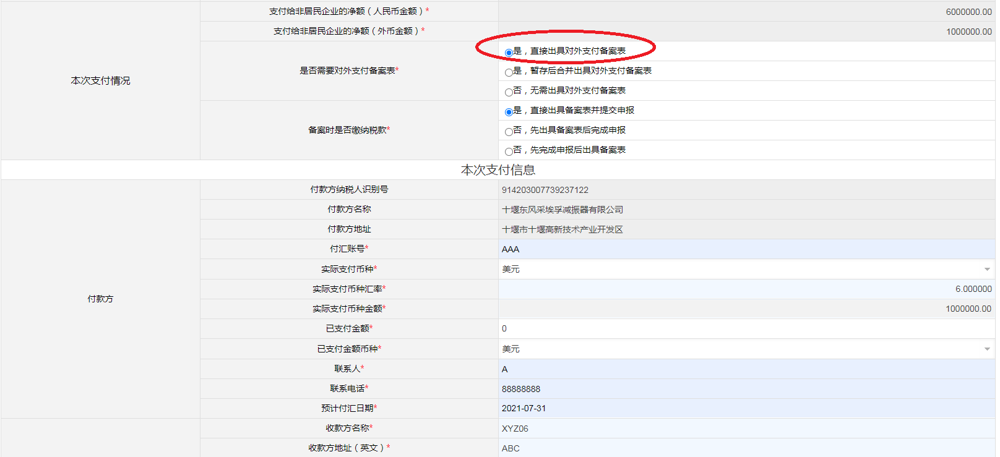 支付给非居民企业的净额（人民币金额）* 6000000.00
支付给非居民企业的净额（外币金额）* 1000000.00
本次支付情况
是否需要对外支付备案表*
是，直接出具对外支付备案表
是，暂存后合并出具对外支付备案表
否，无需出具对外支付备案表
备案时是否缴纳税款*
是，直接出具备案表并提交申报
否，先出具备案表后完成申报
否，先完成申报后出具备案表
本次支付信息
付款方
付款方纳税人识别号 914203007739237122
付款方名称 十堰东风采埃孚减振器有限公司
付款方地址 十堰市十堰高新技术产业开发区
付汇账号* AAA
实际支付币种* 美元
实际支付币种汇率* 6.000000
实际支付币种金额* 1000000.00
已支付金额* 0
已支付金额币种* 美元
联系人* A
联系电话* 88888888
预计付汇日期* 2021-07-31
收款方名称* XYZ06
收款方地址（英文）* ABC